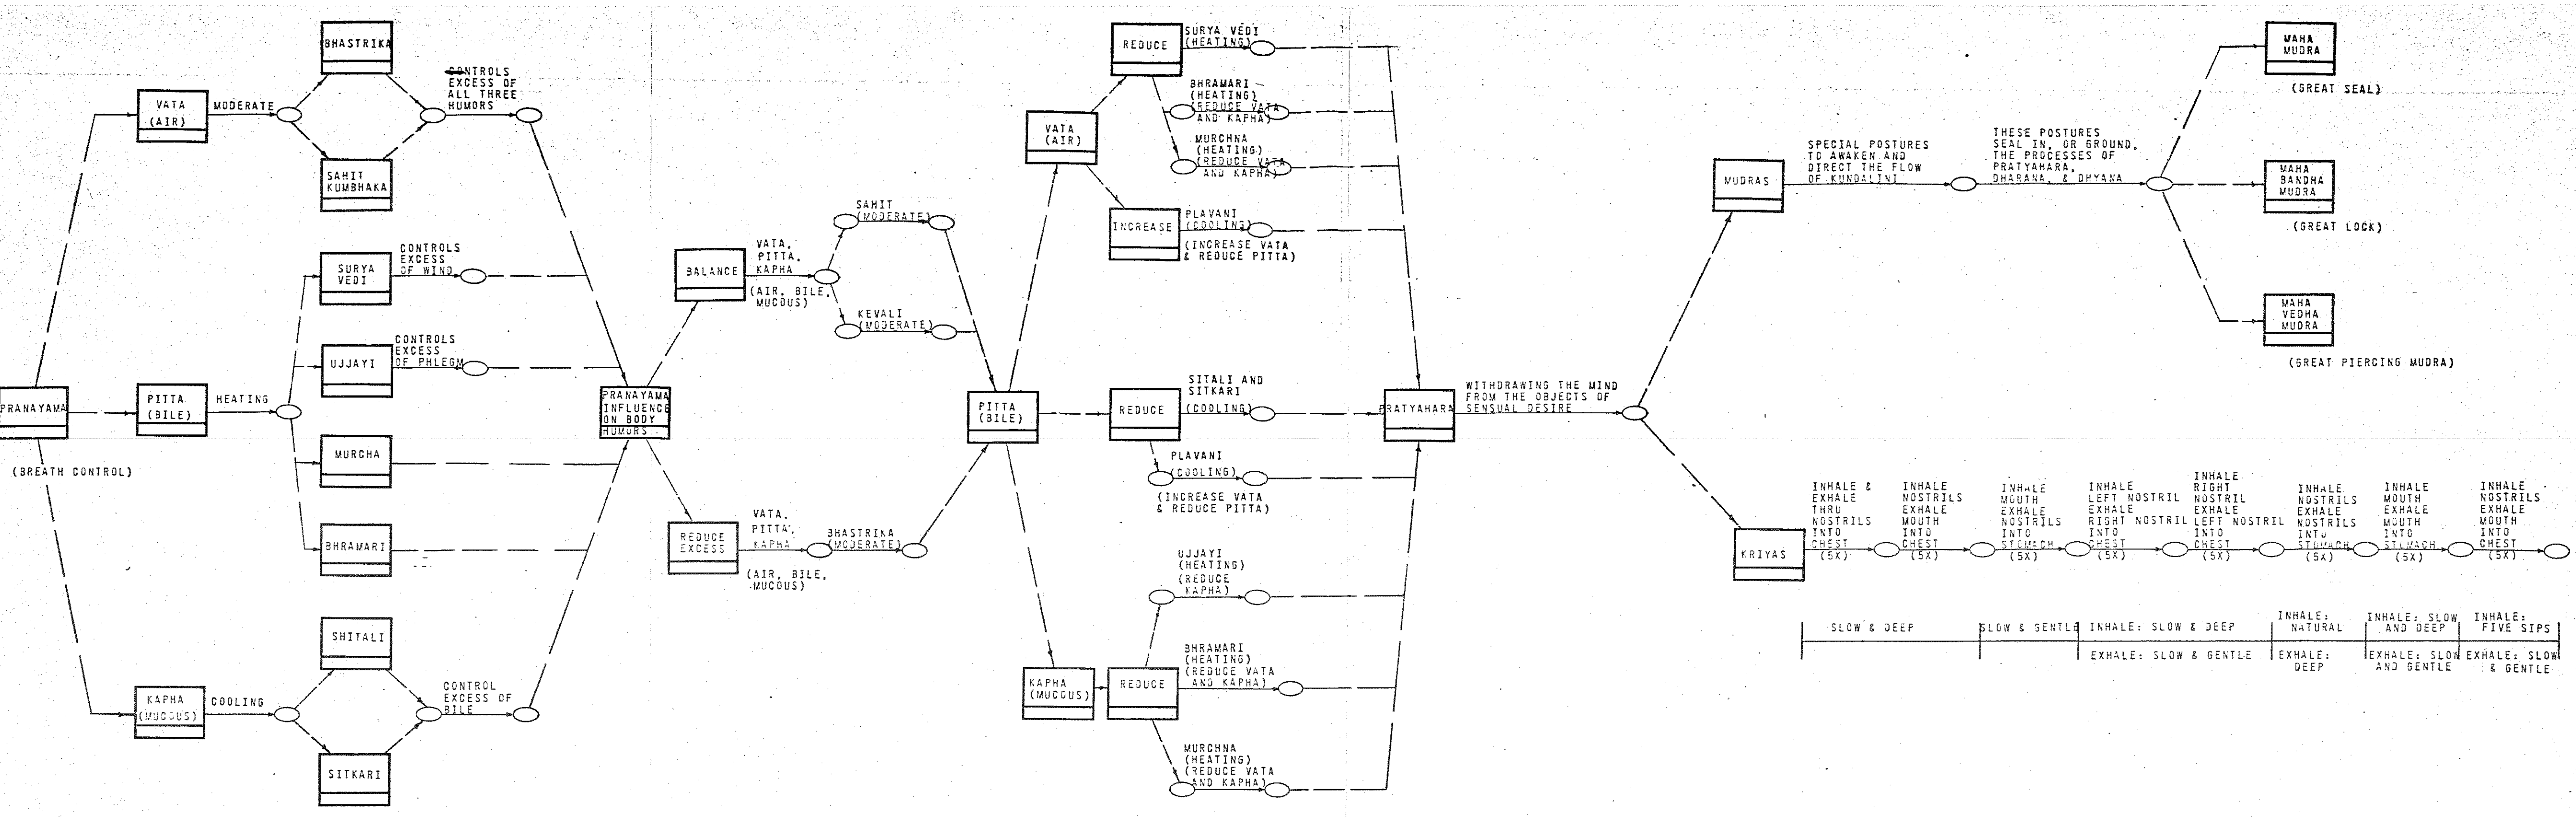 PRANAYAMA
(BREATH CONTROL)
VATA
(AIR)
MODERATE
BHASTRIKA
SAHIT
KUMBHAKA
CONTROLS
EXCESS OF
ALL THREE
HUMORS
PITTA
(BILE)
HEATING
SURYA
VEDI
CONTROLS
EXCESS
OF WIND
UJJAYI
CONTROLS
EXCESS
OF PHLEGM
MURCHA
BHRAMARI
KAPHA
(MUCOUS)
COOLING
SHITALI
SITKARI
CONTROL
EXCESS OF
BILE
PRANAYAMA
INFLUENCE
ON BODY
HUMORS
BALANCE
VATA,
PITTA,
KAPHA
(AIR, BILE,
MUCOUS)
SAHIT
(MODERATE)
KEVALI
(MODERATE)
REDUCE
EXCESS
VATA,
PITTA,
KAPHA
(AIR, BILE,
MUCOUS)
BHASTRIKA
(MODERATE)
PITTA
(BILE)
VATA
(AIR)
REDUCE
SURYA VEDI
(HEATING)
BHRAMARI
(HEATING)
(REDUCE VATA
AND KAPHA)
MURCHNA
(HEATING)
(REDUCE VATA
AND KAPHA)
INCREASE
PLAVANI
(COOLING)
(INCREASE VATA
& REDUCE PITTA)
REDUCE
SITALI AND
SITKARI
(COOLING)
PLAVANI
(COOLING)
(INCREASE VATA
& REDUCE PITTA)
KAPHA
(MUCOUS)
REDUCE
UJJAYI
(HEATING)
(REDUCE
KAPHA)
BHRAMARI
(HEATING)
(REDUCE VATA
AND KAPHA)
MURCHNA
(HEATING)
(REDUCE VATA
AND KAPHA)
PRATYAHARA
WITHDRAWING THE MIND
FROM THE OBJECTS OF
SENSUAL DESIRE
MUDRAS
SPECIAL POSTURES
TO AWAKEN AND
DIRECT THE FLOW
OF KUNDALINI
THESE POSTURES
SEAL IN, OR GROUND,
THE PROCESSES OF
PRATYAHARA,
DHARANA, & DHYANA
MAHA
MUDRA
(GREAT SEAL)
MAHA
BANDHA
MUDRA
(GREAT LOCK)
MAHA
VEDHA
MUDRA
(GREAT PIERCING MUDRA)
KRIYAS
INHALE &
EXHALE
THRU
NOSTRILS
INTO
CHEST
(5X)
INHALE
NOSTRILS
EXHALE
MOUTH
INTO
CHEST
(5X)
INHALE
MOUTH
EXHALE
NOSTRILS
INTO
STOMACH
(5X)
INHALE
LEFT NOSTRIL
EXHALE
RIGHT NOSTRIL
INTO
CHEST
(5X)
INHALE
RIGHT
NOSTRIL
EXHALE
LEFT NOSTRIL
INTO
CHEST
(5X)
INHALE
NOSTRILS
EXHALE
NOSTRILS
INTO
STOMACH
(5X)
INHALE
MOUTH
EXHALE
MOUTH
INTO
STOMACH
(5X)
INHALE
NOSTRILS
EXHALE
MOUTH
INTO
CHEST
(5X)
SLOW & DEEP
SLOW & GENTLE
INHALE: SLOW & DEEP
EXHALE: SLOW & GENTLE
INHALE:
NATURAL
EXHALE:
DEEP
INHALE: SLOW
AND DEEP
EXHALE: SLOW
AND GENTLE
INHALE:
FIVE SIPS
EXHALE: SLOW
& GENTLE